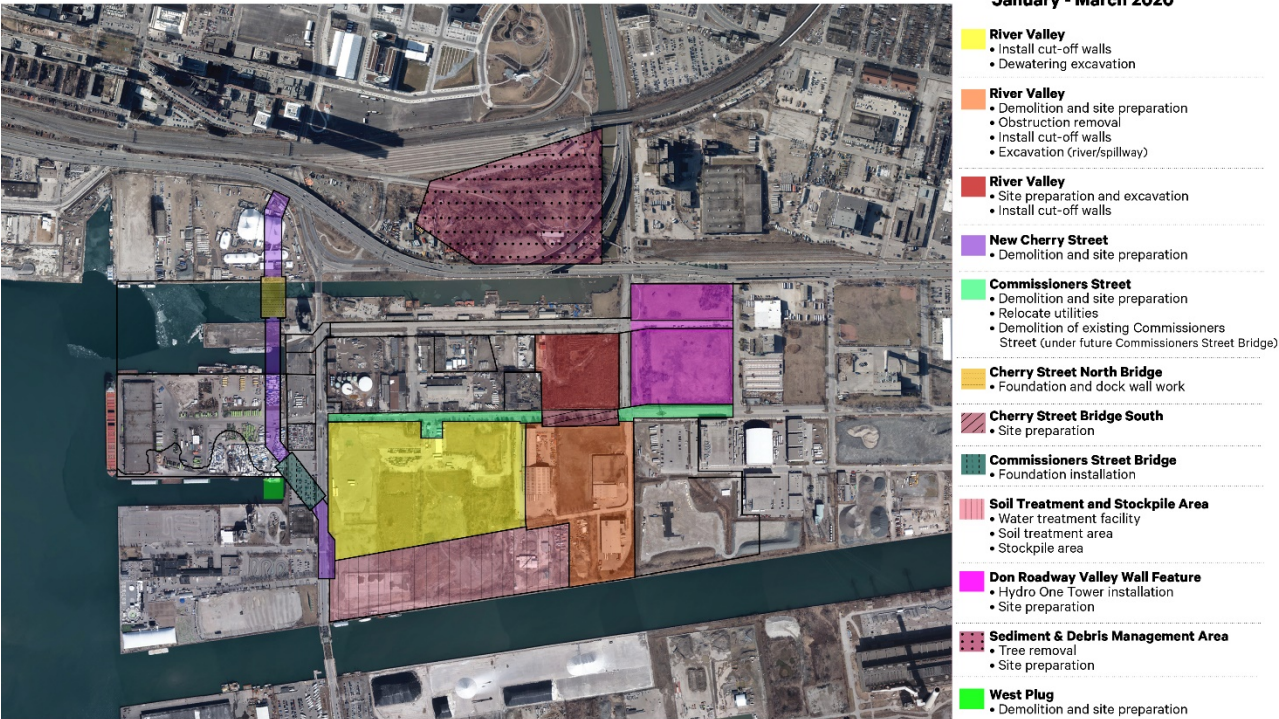 January - March 2020
River Valley
• Install cut-off walls
• Dewatering excavation
River Valley
• Demolition and site preparation
• Obstruction removal
• Install cut-off walls
• Excavation (river/spillway)
River Valley
• Site preparation and excavation
• Install cut-off walls
New Cherry Street
• Demolition and site preparation
Commissioners Street
• Demolition and site preparation
• Relocate utilities
• Demolition of existing Commissioners
Street (under future Commissioners Street Bridge)
Cherry Street North Bridge
• Foundation and dock wall work
Cherry Street Bridge South
• Site preparation
Commissioners Street Bridge
• Foundation installation
Soil Treatment and Stockpile Area
• Water treatment facility
• Soil treatment area
• Stockpile area
Don Roadway Valley Wall Feature
• Hydro One Tower installation
• Site preparation
Sediment & Debris Management Area
• Tree removal
• Site preparation
West Plug
• Demolition and site preparation